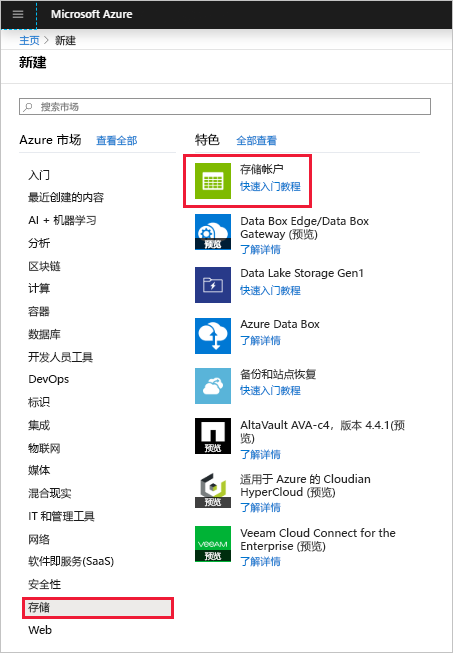 Microsoft Azure
主页 > 新建
新建
搜索市场
Azure 市场 查看全部
入门
最近创建的内容
AI + 机器学习
分析
区块链
计算
容器
数据库
开发人员工具
DevOps
标识
集成
物联网
媒体
混合现实
IT 和管理工具
网络
软件即服务(SaaS)
安全性
存储
Web
特色 全部查看
存储帐户
快速入门教程
预览
Data Box Edge/Data Box
Gateway (预览)
了解详情
Data Lake Storage Gen1
快速入门教程
Azure Data Box
了解详情
备份和站点恢复
快速入门教程
预览
AltaVault AVA-c4，版本 4.4.1(预
览)
了解详情
预览
适用于 Azure 的 Cloudian
HyperCloud (预览)
了解详情
veeam
预览
Veeam Cloud Connect for the
Enterprise (预览)
了解详情